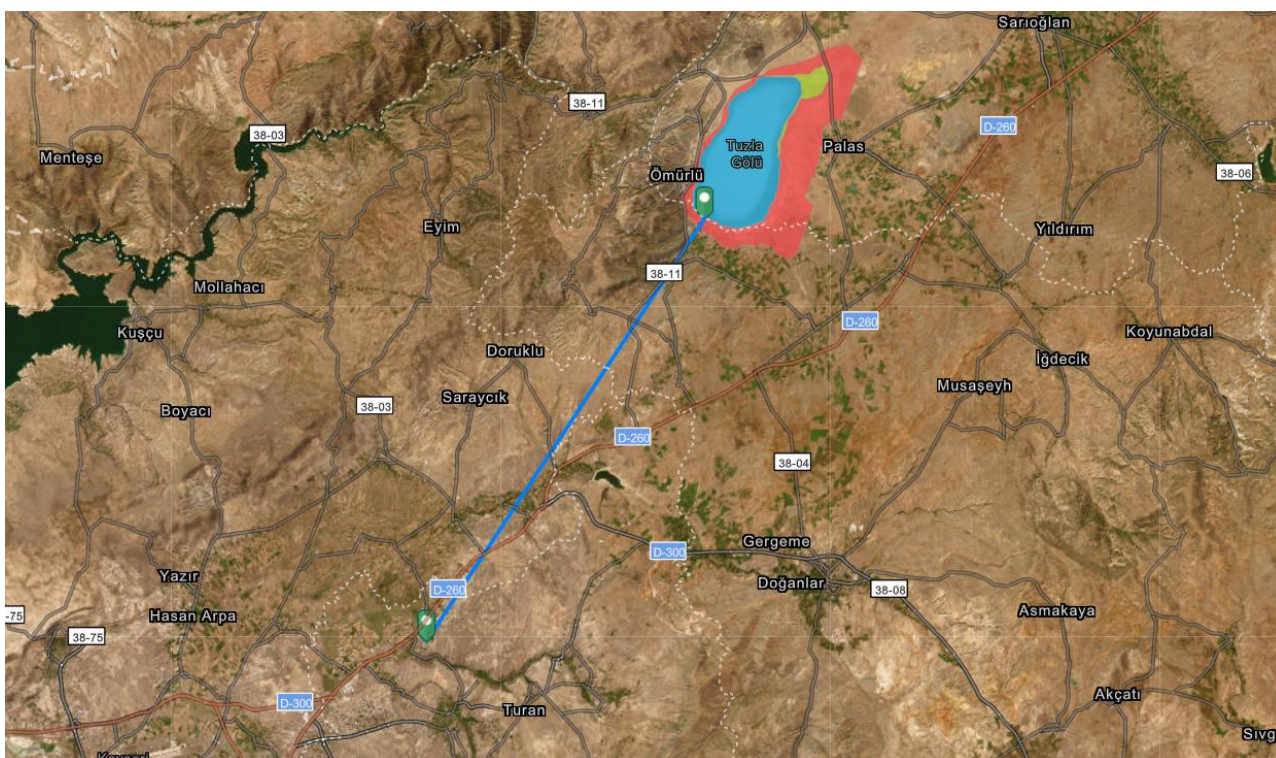 Sarıoğlan
38-11
38-03
D-260
Menteşe
Tuzla
Gölü
Palas
Ömürlü
38-06
Eyim
Yıldırım
38-11
Mollahacı
D-260
Kuşçu
Koyunabdal
Doruklu
İğdecik
Musaşeyh
Saraycık
38-03
Boyacı
D-260
38-04
Gergeme
D-300
Yazır
Doğanlar
D-260
38-08
-75
Hasan Arpa
Asmakaya
38-75
Akçatı
D-300
Turan
Sıvg